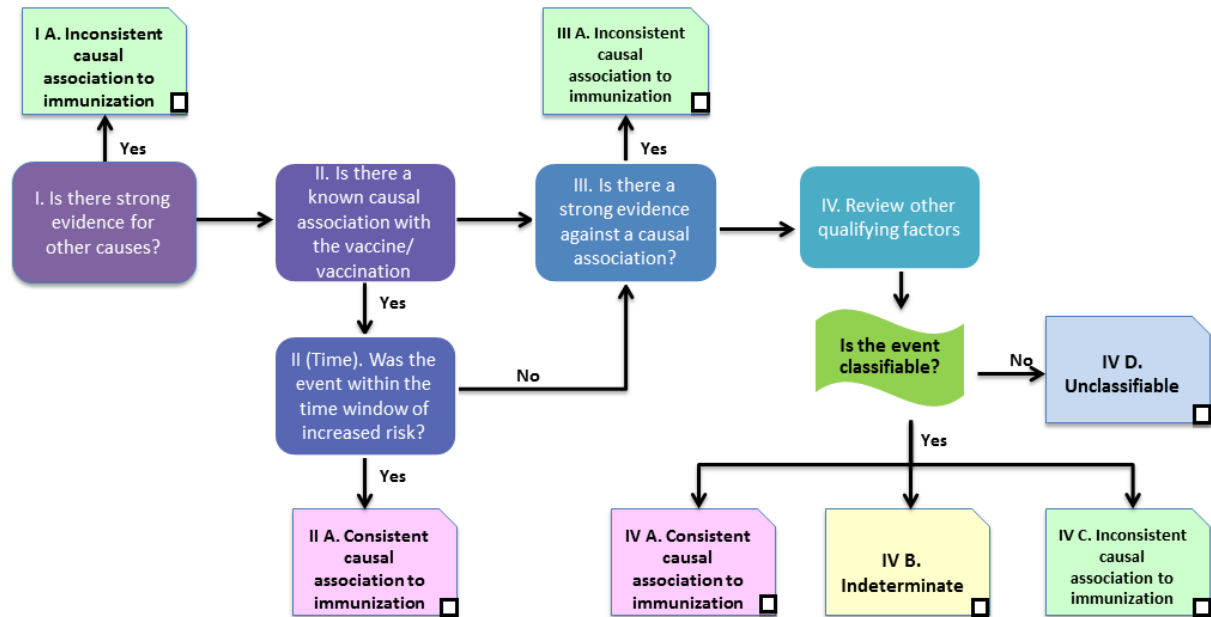 I A. Inconsistent
causal
association to
immunization
III A. Inconsistent
causal
association to
immunization
Yes
Yes
I. Is there strong
evidence for
other causes?
II. Is there a
known causal
association with
the vaccine/
vaccination
III. Is there a
strong evidence
against a causal
association?
IV. Review other
qualifying factors
Yes
II (Time). Was the
event within the
time window of
increased risk?
No
Is the event
classifiable?
No
IV D.
Unclassifiable
Yes
Yes
II A. Consistent
causal
association to
immunization
IV A. Consistent
causal
association to
immunization
IV B.
Indeterminate
IV C. Inconsistent
causal
association to
immunization